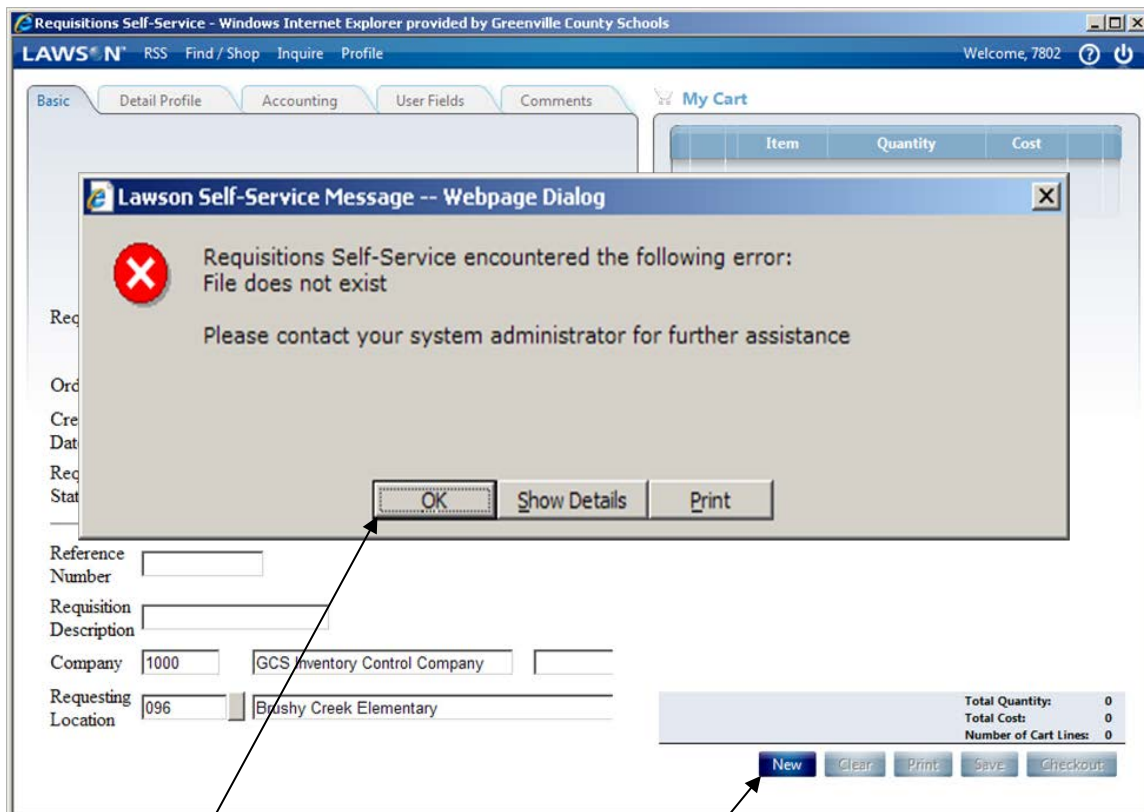 Requisitions Self-Service - Windows Internet Explorer provided by Greenville County Schools
LAWSON RSS Find / Shop Inquire Profile Welcome, 7802
Basic Detail Profile Accounting User Fields Comments My Cart
Item Quantity Cost
Lawson Self-Service Message -- Webpage Dialog
Requisitions Self-Service encountered the following error:
File does not exist
Please contact your system administrator for further assistance
Req
Ord
Cre
Dat
Req
Stat
OK Show Details Print
Reference
Number
Requisition
Description
Company 1000 GCS Inventory Control Company
Requesting
Location 096 Brushy Creek Elementary
Total Quantity: 0
Total Cost: 0
Number of Cart Lines: 0
New Clear Print Save Checkout